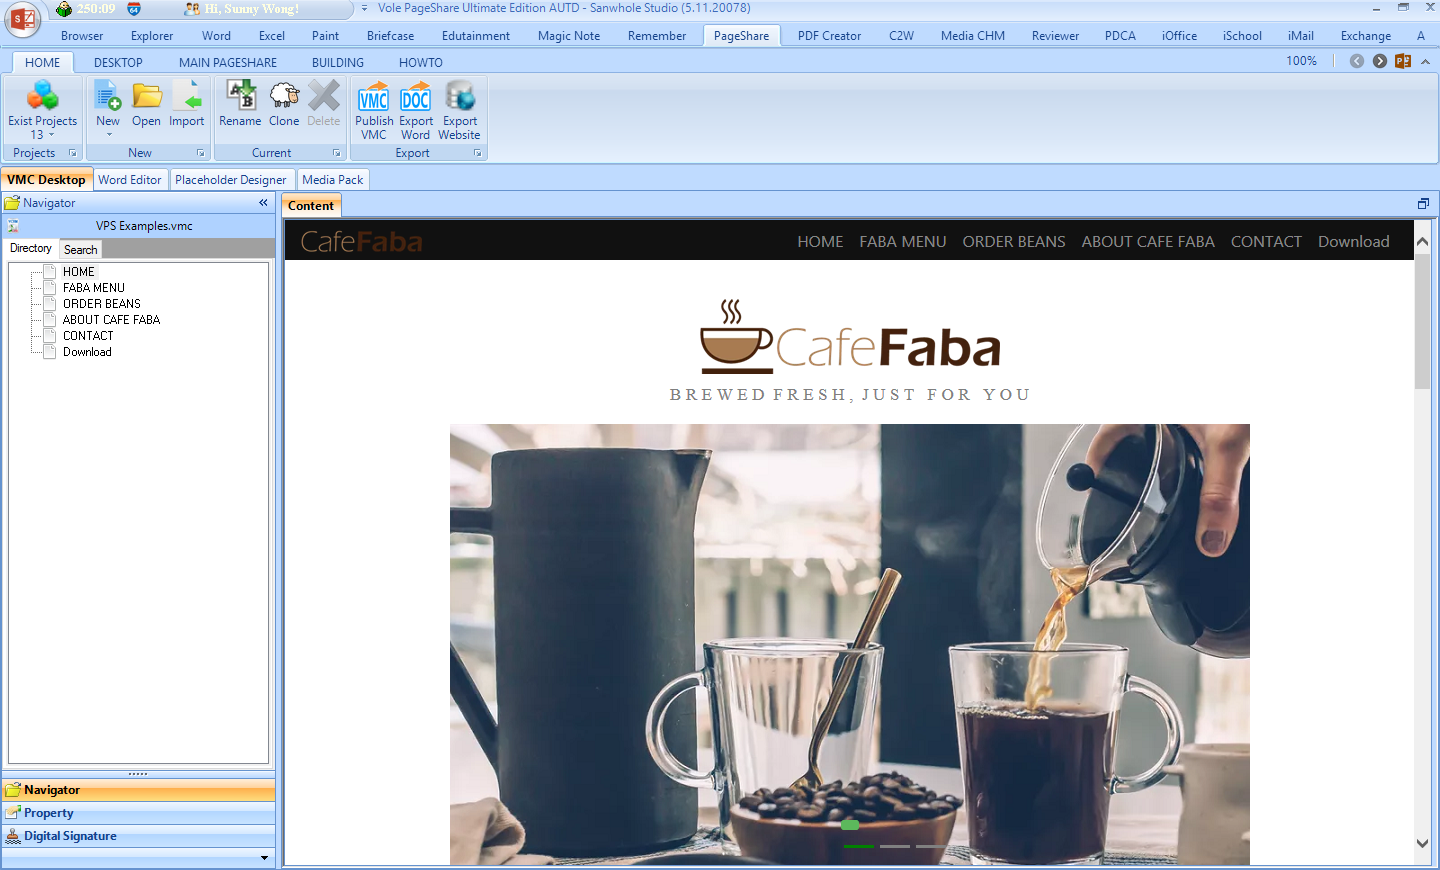 250:09 64 Hi, Sunny Wong! Vole PageShare Ultimate Edition AUTD - Sanwhole Studio (5.11.20078)
Browser Explorer Word Excel Paint Briefcase Edutainment Magic Note Remember PageShare PDF Creator C2W Media CHM Reviewer PDCA iOffice iSchool iMail Exchange A
HOME DESKTOP MAIN PAGESHARE BUILDING HOWTO 100%
Exist Projects
13
Projects
New Open Import
New
Rename Clone Delete
Current
VMC DOC
Publish VMC Export Word Export Website
Export
VMC Desktop Word Editor Placeholder Designer Media Pack
Navigator
VPS Examples.vmc
Directory Search
HOME
FABA MENU
ORDER BEANS
ABOUT CAFE FABA
CONTACT
Download
Navigator
Property
Digital Signature
Content
CafeFaba HOME FABA MENU ORDER BEANS ABOUT CAFE FABA CONTACT Download
CafeFaba
BREWED FRESH, JUST FOR YOU